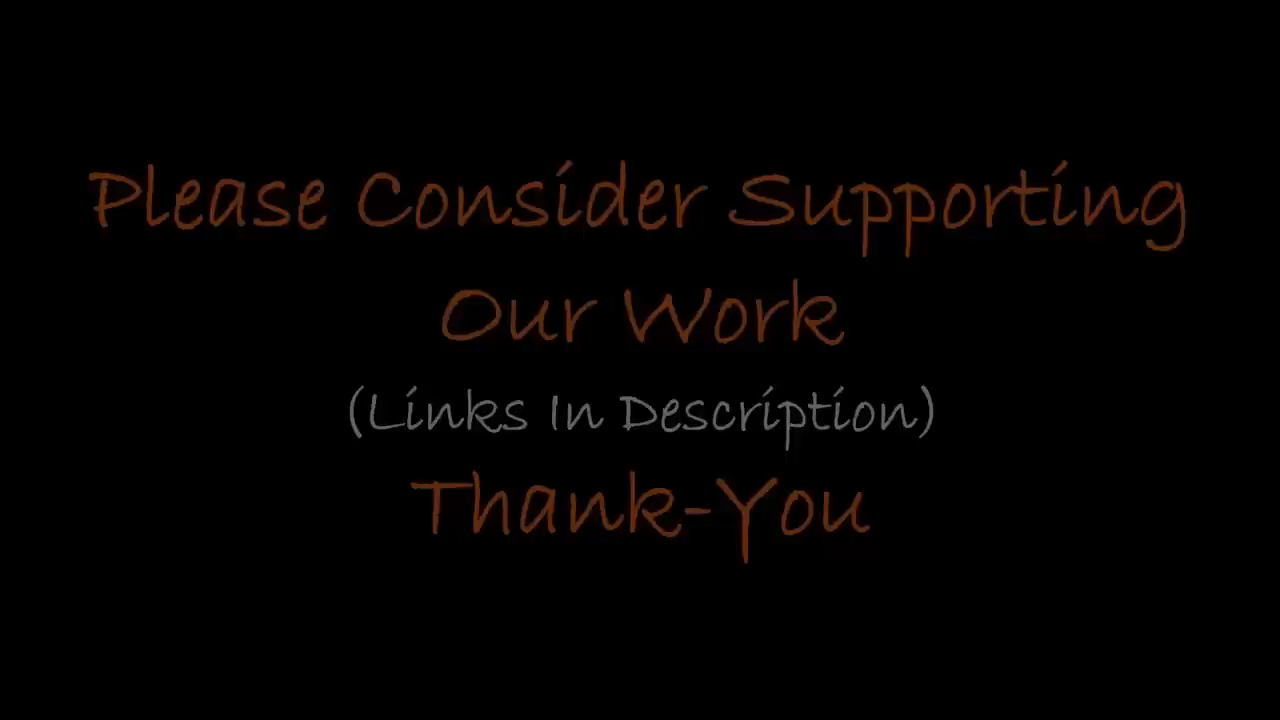 Please Consider Supporting
Our Work
(Links In Description)
Thank-You